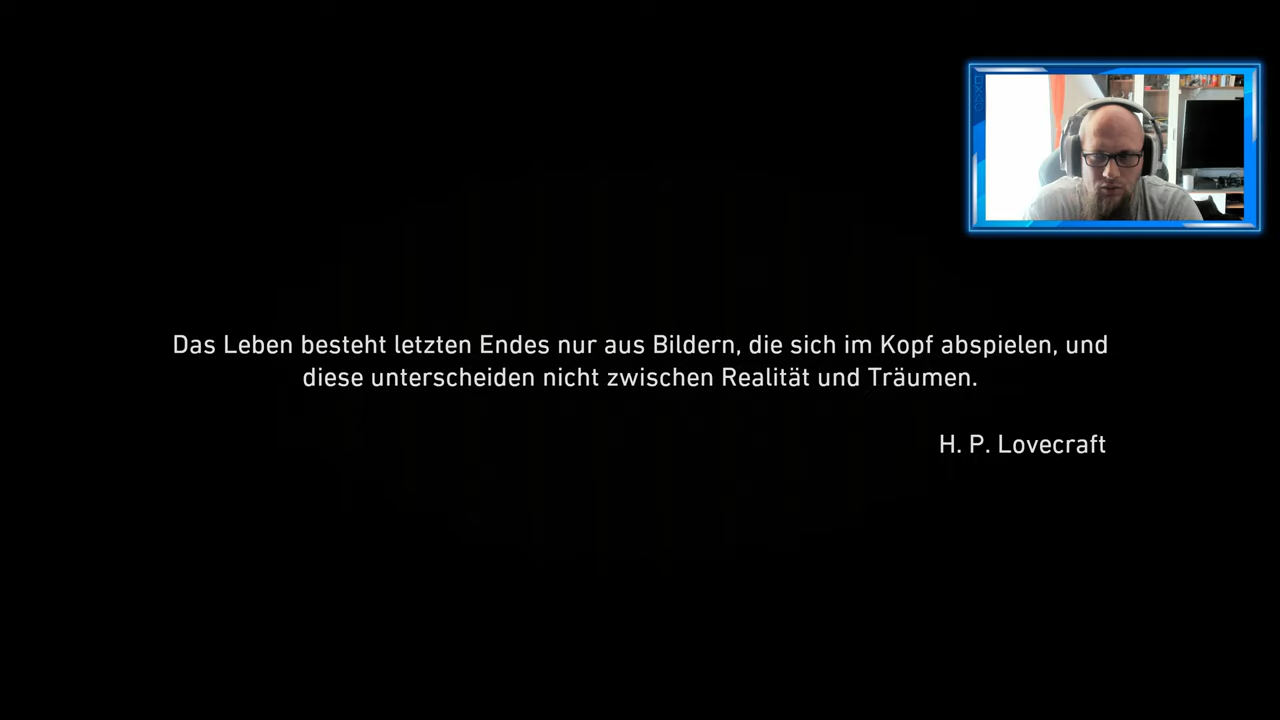 Das Leben besteht letzten Endes nur aus Bildern, die sich im Kopf abspielen, und
diese unterscheiden nicht zwischen Realität und Träumen.
H. P. Lovecraft